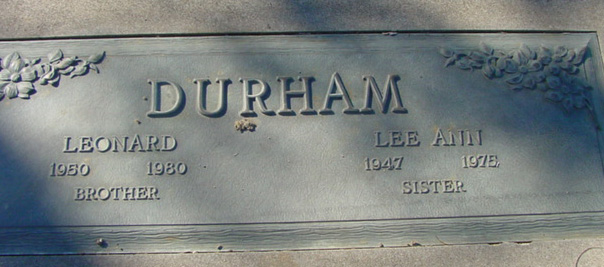 DURHAM
LEONARD
1950 1980
BROTHER
LEE ANN
1947 1975
SISTER